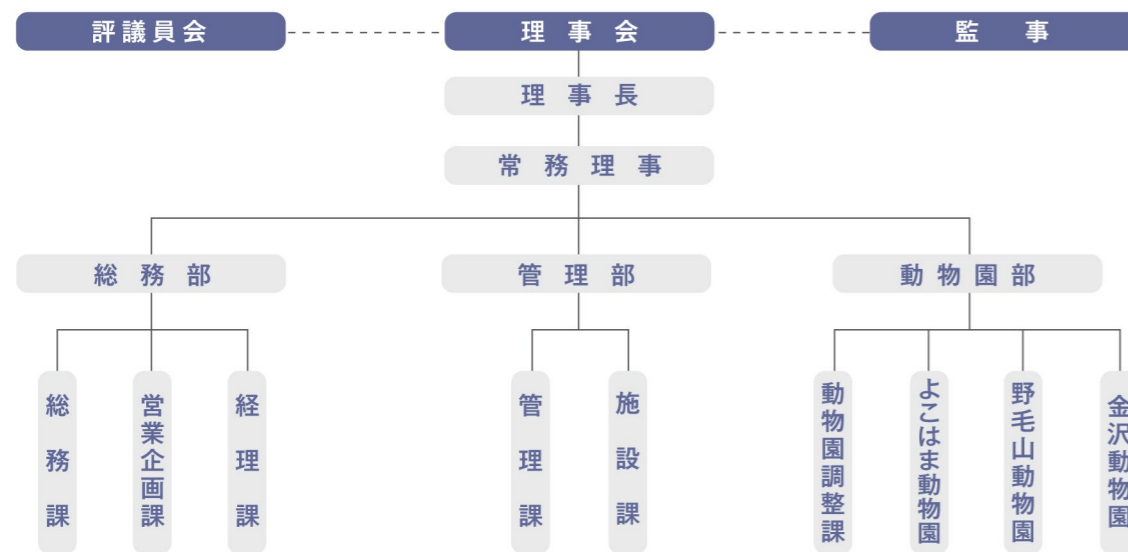 評議員会
理事会
監事
理事長
常務理事
総務部
管理部
動物園部
総務課
営業企画課
経理課
管理課
施設課
動物園調整課
よこはま動物園
野毛山動物園
金沢動物園